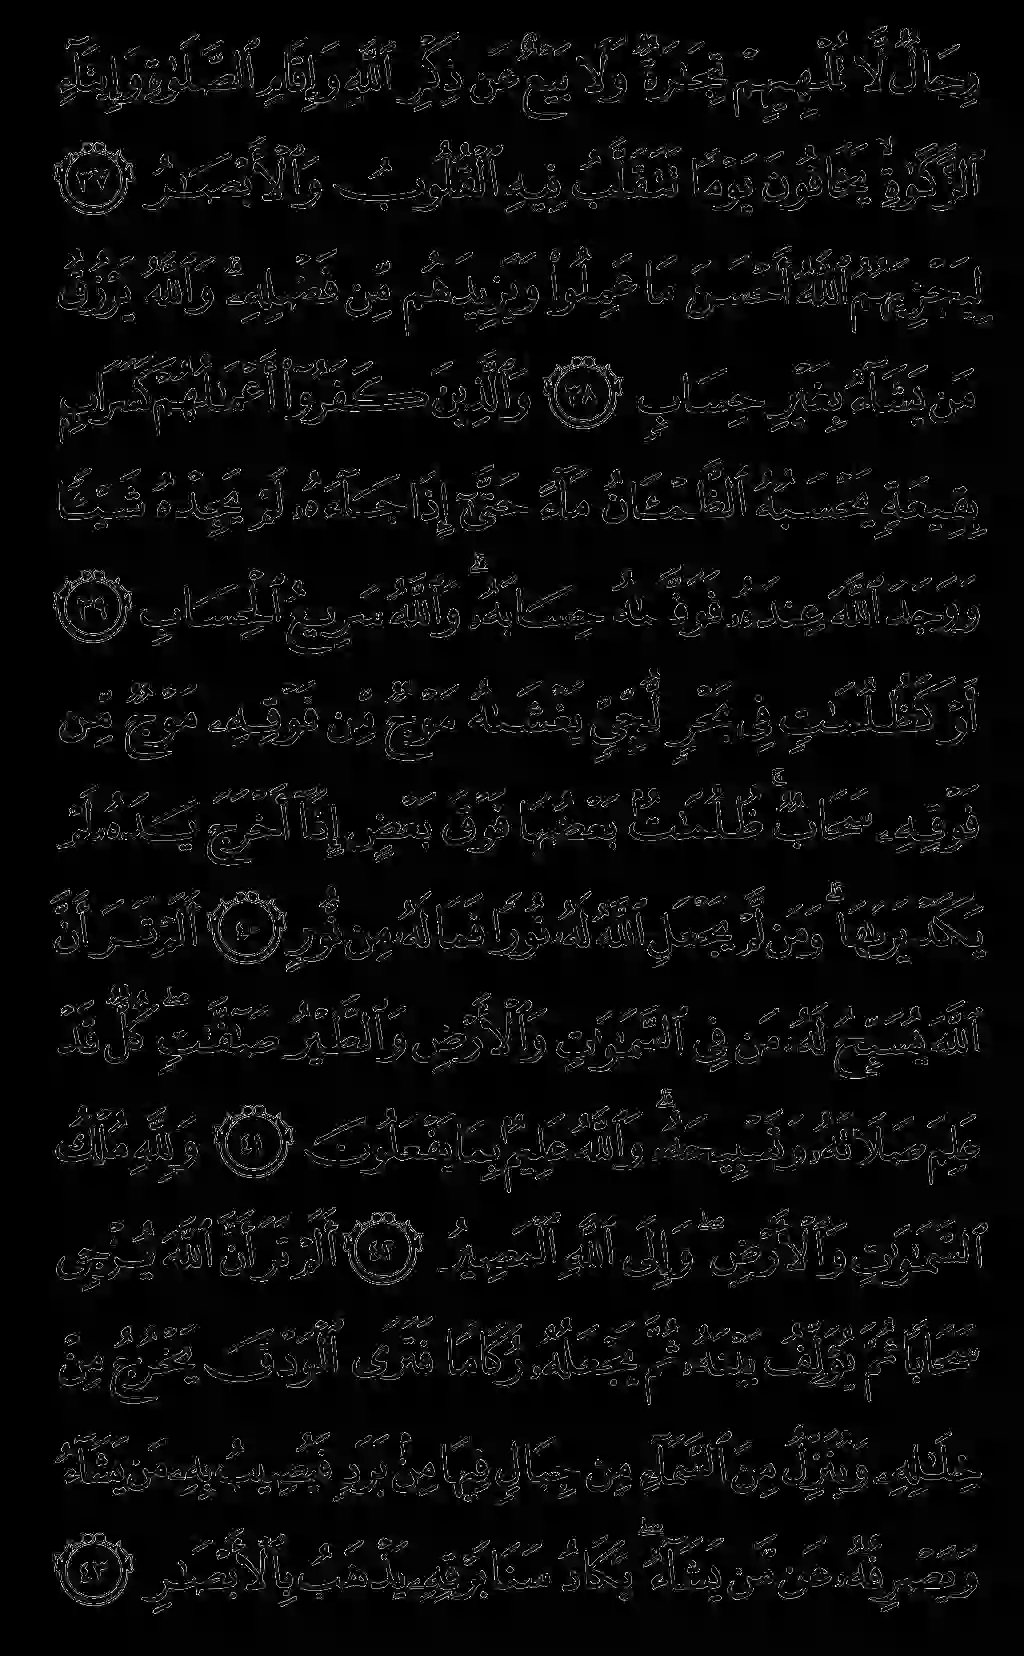 رِجَالٌ لَّا تُلْهِيهِمْ تِجَـٰرَةٌ وَلَا بَيْعٌ عَن ذِكْرِ ٱللَّهِ وَإِقَامِ ٱلصَّلَوٰةِ وَإِيتَآءِ
ٱلزَّكَوٰةِ ۙ يَخَافُونَ يَوْمًا تَتَقَلَّبُ فِيهِ ٱلْقُلُوبُ وَٱلْأَبْصَـٰرُ ٣٧
لِيَجْزِيَهُمُ ٱللَّهُ أَحْسَنَ مَا عَمِلُوا۟ وَيَزِيدَهُم مِّن فَضْلِهِۦ ۗ وَٱللَّهُ يَرْزُقُ
مَن يَشَآءُ بِغَيْرِ حِسَابٍ ٣٨ وَٱلَّذِينَ كَفَرُوٓا۟ أَعْمَـٰلُهُمْ كَسَرَابٍۭ
بِقِيعَةٍ يَحْسَبُهُ ٱلظَّمْـَٔانُ مَآءً حَتَّىٰٓ إِذَا جَآءَهُۥ لَمْ يَجِدْهُ شَيْـًٔا
وَوَجَدَ ٱللَّهَ عِندَهُۥ فَوَفَّىٰهُ حِسَابَهُۥ ۗ وَٱللَّهُ سَرِيعُ ٱلْحِسَابِ ٣٩
أَوْ كَظُلُمَـٰتٍ فِى بَحْرٍ لُّجِّىٍّ يَغْشَىٰهُ مَوْجٌ مِّن فَوْقِهِۦ مَوْجٌ مِّن
فَوْقِهِۦ سَحَابٌ ۚ ظُلُمَـٰتٌۢ بَعْضُهَا فَوْقَ بَعْضٍ إِذَآ أَخْرَجَ يَدَهُۥ لَمْ
يَكَدْ يَرَىٰهَا ۗ وَمَن لَّمْ يَجْعَلِ ٱللَّهُ لَهُۥ نُورًا فَمَا لَهُۥ مِن نُّورٍ ٤٠ أَلَمْ تَرَ أَنَّ
ٱللَّهَ يُسَبِّحُ لَهُۥ مَن فِى ٱلسَّمَـٰوَٰتِ وَٱلْأَرْضِ وَٱلطَّيْرُ صَـٰٓفَّـٰتٍ ۖ كُلٌّ قَدْ
عَلِمَ صَلَاتَهُۥ وَتَسْبِيحَهُۥ ۗ وَٱللَّهُ عَلِيمٌۢ بِمَا يَفْعَلُونَ ٤١ وَلِلَّهِ مُلْكُ
ٱلسَّمَـٰوَٰتِ وَٱلْأَرْضِ ۖ وَإِلَى ٱللَّهِ ٱلْمَصِيرُ ٤٢ أَلَمْ تَرَ أَنَّ ٱللَّهَ يُزْجِى
سَحَابًا ثُمَّ يُؤَلِّفُ بَيْنَهُۥ ثُمَّ يَجْعَلُهُۥ رُكَامًا فَتَرَى ٱلْوَدْقَ يَخْرُجُ مِنْ
خِلَـٰلِهِۦ وَيُنَزِّلُ مِنَ ٱلسَّمَآءِ مِن جِبَالٍ فِيهَا مِنۢ بَرَدٍ فَيُصِيبُ بِهِۦ مَن يَشَآءُ
وَيَصْرِفُهُۥ عَن مَّن يَشَآءُ ۖ يَكَادُ سَنَا بَرْقِهِۦ يَذْهَبُ بِٱلْأَبْصَـٰرِ ٤٣